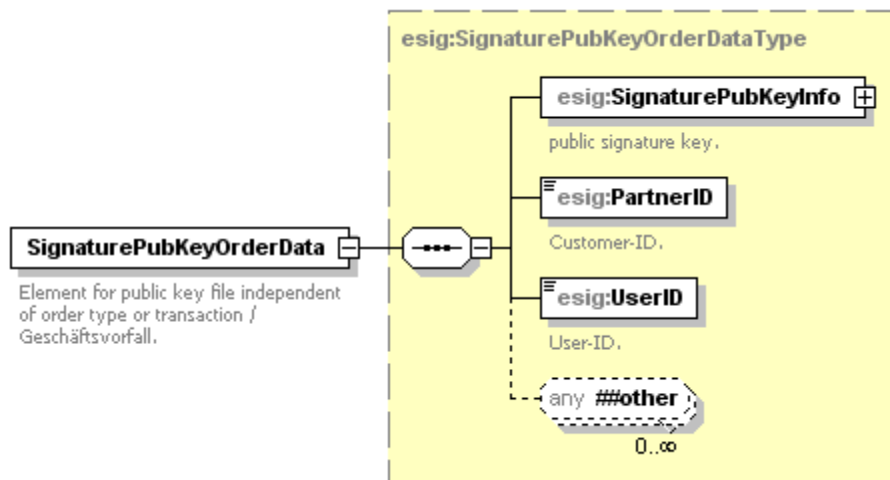 esig:SignaturePubKeyOrderDataType
esig:SignaturePubKeyInfo
public signature key.
esig:PartnerID
Customer-ID.
SignaturePubKeyOrderData
Element for public key file independent
of order type or transaction /
Geschäftsvorfall.
esig:UserID
User-ID.
any ##other
0..∞